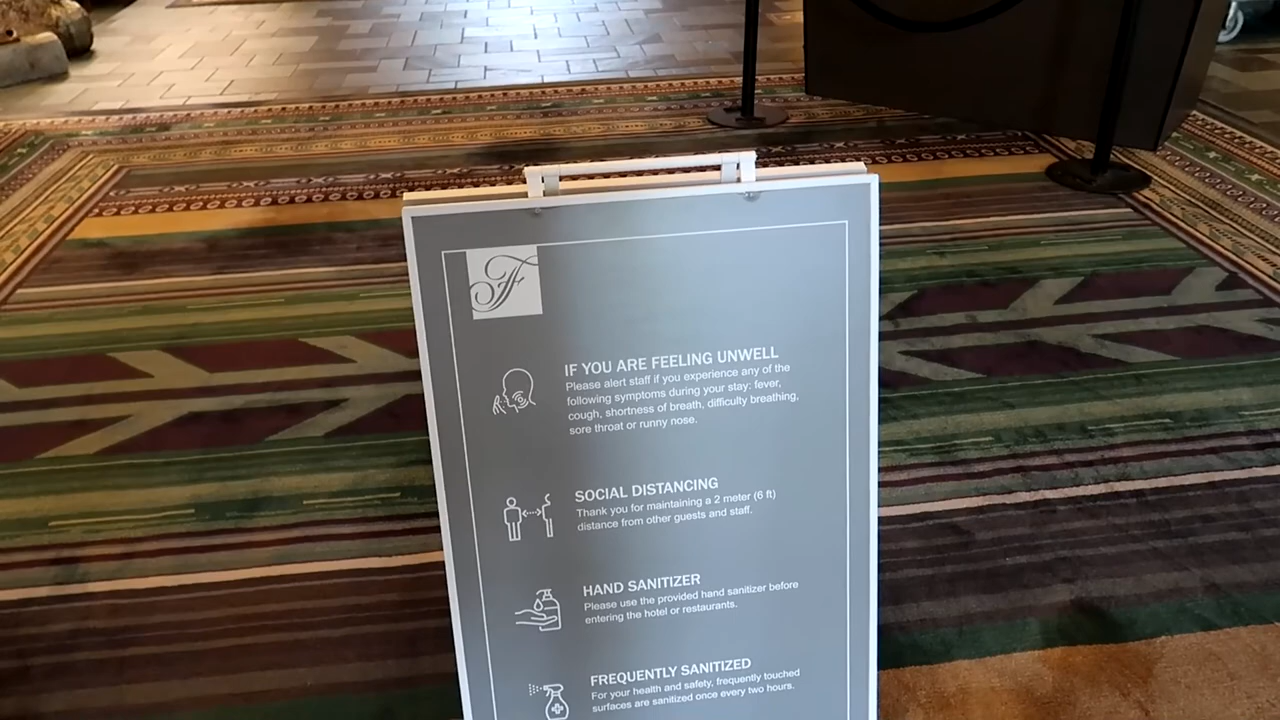 F
IF YOU ARE FEELING UNWELL
Please alert staff if you experience any of the
following symptoms during your stay: fever,
cough, shortness of breath, difficulty breathing,
sore throat or runny nose.
SOCIAL DISTANCING
Thank you for maintaining a 2 meter (6 ft)
distance from other guests and staff.
HAND SANITIZER
Please use the provided hand sanitizer before
entering the hotel or restaurants.
FREQUENTLY SANITIZED
For your health and safety, frequently touched
surfaces are sanitized once every two hours.